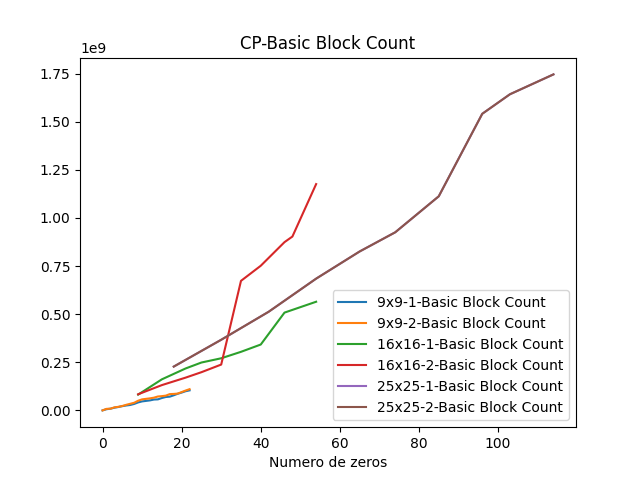 CP-Basic Block Count
1e9
1.75
1.50
1.25
1.00
0.75
0.50
0.25
0.00
9x9-1-Basic Block Count
9x9-2-Basic Block Count
16x16-1-Basic Block Count
16x16-2-Basic Block Count
25x25-1-Basic Block Count
25x25-2-Basic Block Count
0 20 40 60 80 100
Numero de zeros